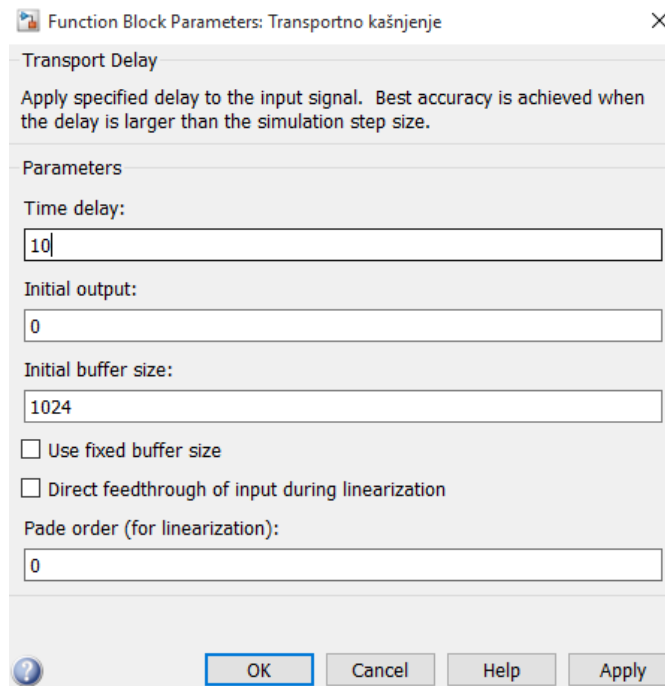 Function Block Parameters: Transportno kašnjenje
Transport Delay
Apply specified delay to the input signal. Best accuracy is achieved when
the delay is larger than the simulation step size.
Parameters
Time delay:
10
Initial output:
0
Initial buffer size:
1024
Use fixed buffer size
Direct feedthrough of input during linearization
Pade order (for linearization):
0
? OK Cancel Help Apply